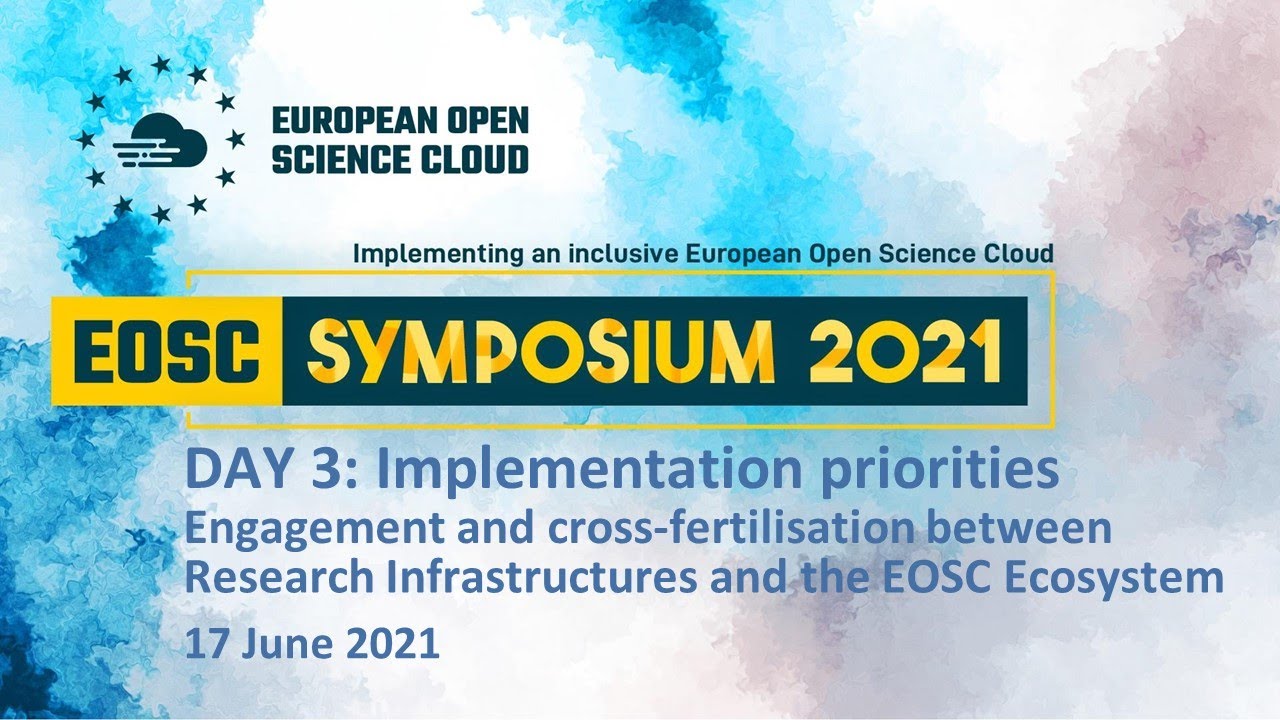 EUROPEAN OPEN
SCIENCE CLOUD
Implementing an inclusive European Open Science Cloud
EOSC SYMPOSIUM 2021
DAY 3: Implementation priorities
Engagement and cross-fertilisation between
Research Infrastructures and the EOSC Ecosystem
17 June 2021